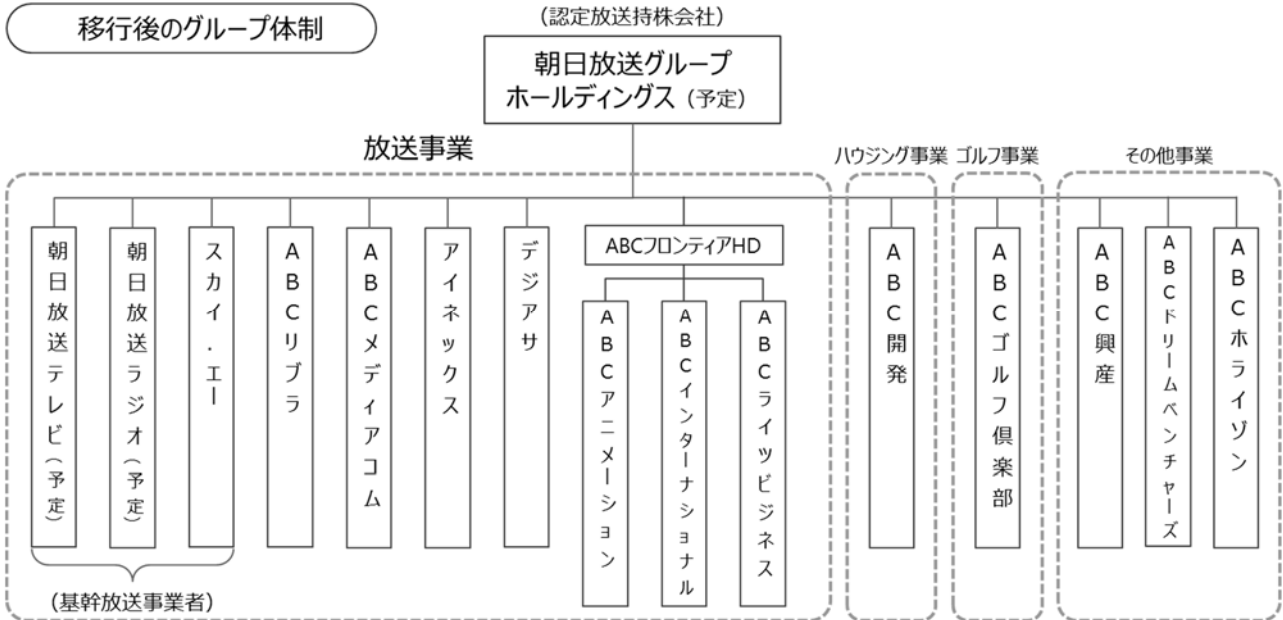 移行後のグループ体制
(認定放送持株会社)
朝日放送グループ
ホールディングス (予定)
放送事業
ハウジング事業
ゴルフ事業
その他事業
朝日放送テレビ(予定)
朝日放送ラジオ(予定)
スカイ.エー
ABCリブラ
ABCメディアコム
アイネックス
デジアサ
ABCフロンティアHD
ABCアニメーション
ABCインターナショナル
ABCライツビジネス
ABC開発
ABCゴルフ倶楽部
ABC興産
ABCドリームベンチャーズ
ABCホライゾン
(基幹放送事業者)